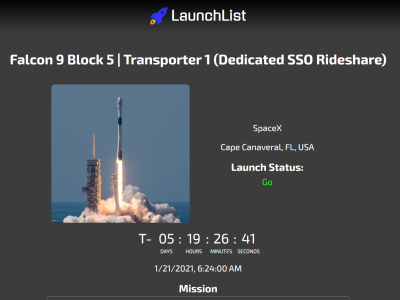 LaunchList
Falcon 9 Block 5 | Transporter 1 (Dedicated SSO Rideshare)
SpaceX
Cape Canaveral, FL, USA
Launch Status:
Go
T- 05 : 19 : 26 : 41
DAYS HOURS MINUTES SECONDS
1/21/2021, 6:24:00 AM
Mission